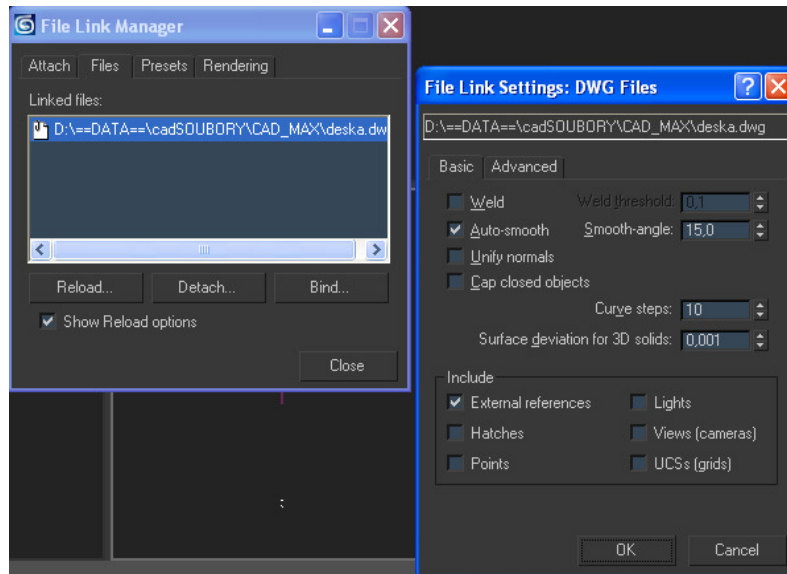 File Link Manager
Attach Files Presets Rendering
Linked files:
D:\==DATA==\cadSOUBORY\CAD_MAX\deska.dw
Reload... Detach... Bind...
Show Reload options
Close
File Link Settings: DWG Files
D:\==DATA==\cadSOUBORY\CAD_MAX\deska.dwg
Basic Advanced
Weld Weld threshold: 0,1
Auto-smooth Smooth-angle: 15,0
Unify normals
Cap closed objects
Curve steps: 10
Surface deviation for 3D solids: 0,001
Include
External references Lights
Hatches Views (cameras)
Points UCSs (grids)
OK Cancel